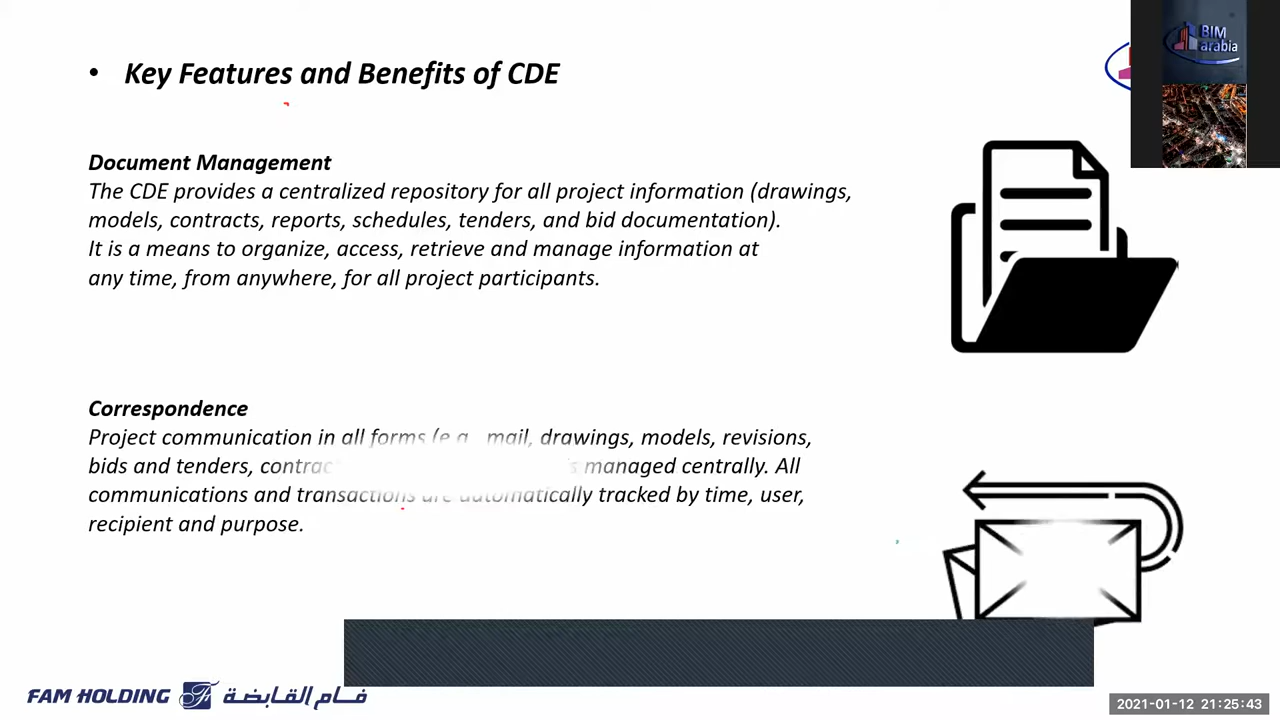 • Key Features and Benefits of CDE
BIM
arabia
Document Management
The CDE provides a centralized repository for all project information (drawings,
models, contracts, reports, schedules, tenders, and bid documentation).
It is a means to organize, access, retrieve and manage information at
any time, from anywhere, for all project participants.
Correspondence
Project communication in all forms (e.g. mail, drawings, models, revisions,
bids and tenders, managed centrally. All
communications and transactions are automatically tracked by time, user,
recipient and purpose.
FAM HOLDING فام القابضة
2021-01-12 21:25:43